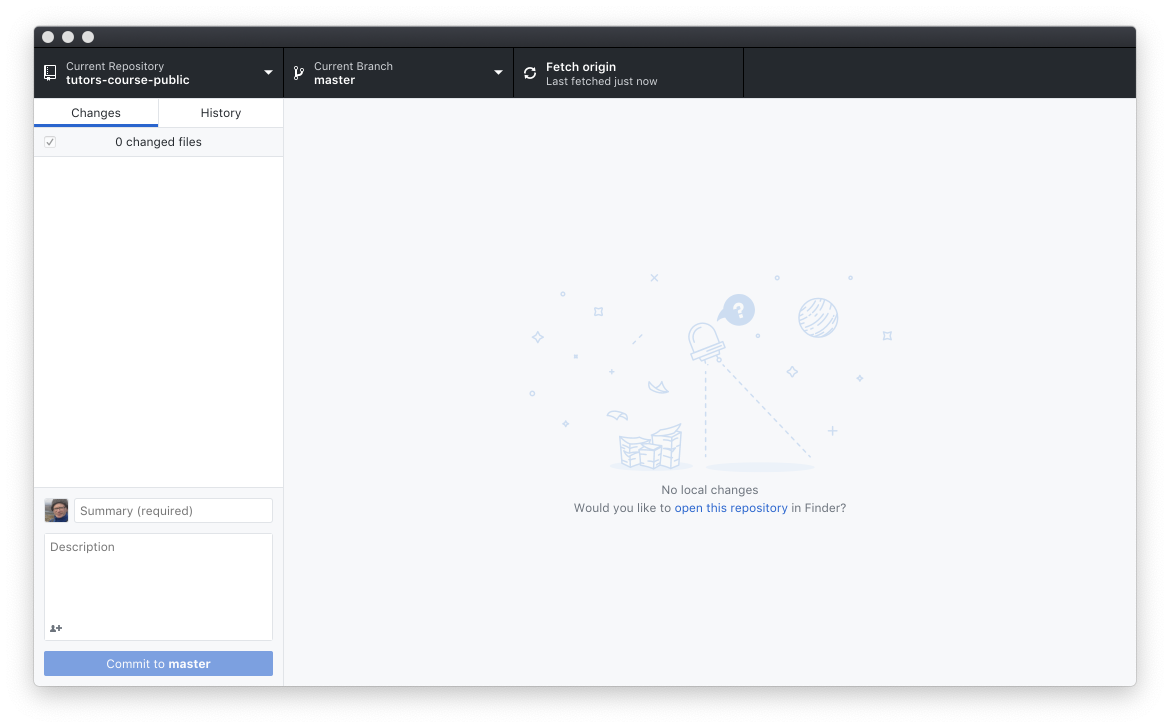 Current Repository
tutors-course-public
Current Branch
master
Fetch origin
Last fetched just now
Changes
History
0 changed files
?
No local changes
Would you like to open this repository in Finder?
Summary (required)
Description
Commit to master